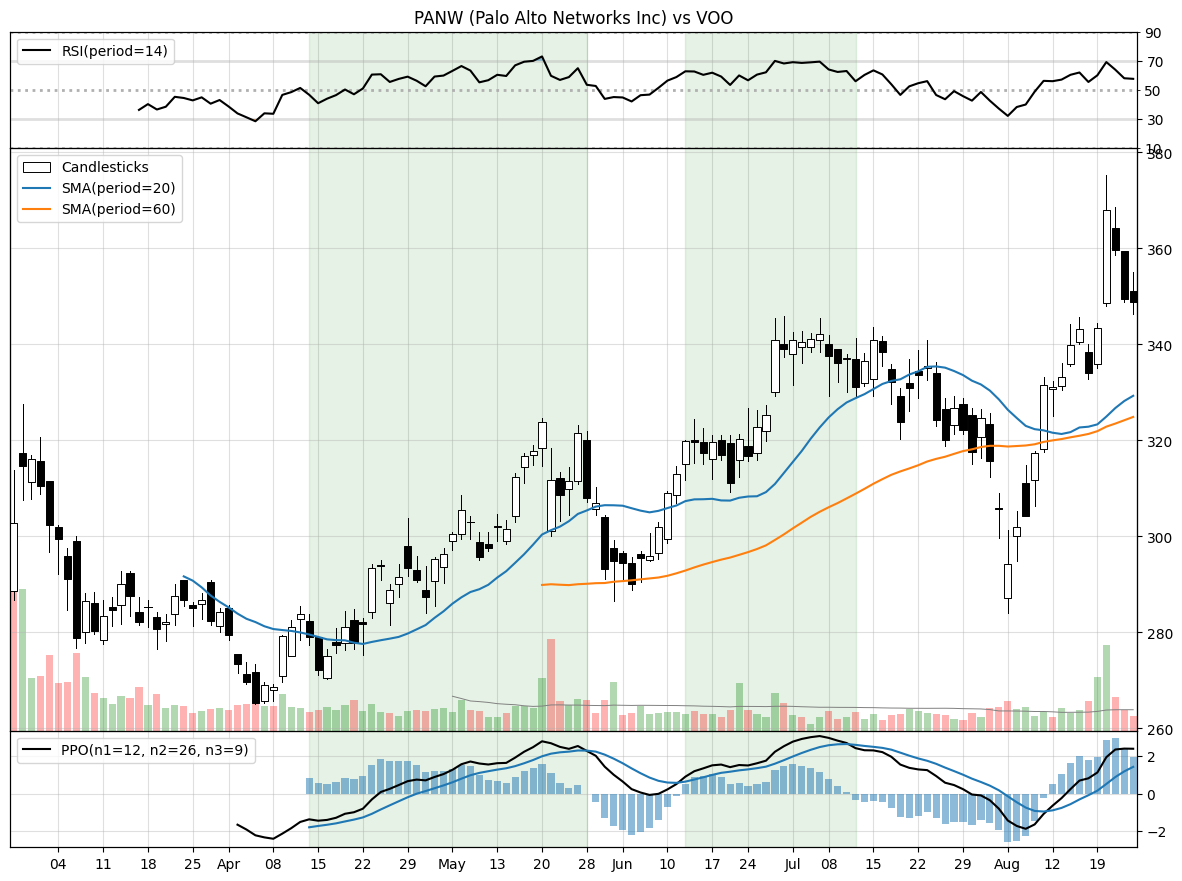 PANW (Palo Alto Networks Inc) vs VOO
RSI(period=14)
90
70
50
30
10
Candlesticks
SMA(period=20)
SMA(period=60)
380
360
340
320
300
280
260
PPO(n1=12, n2=26, n3=9)
2
0
−2
04 11 18 25 Apr 08 15 22 29 May 13 20 28 Jun 10 17 24 Jul 08 15 22 29 Aug 12 19